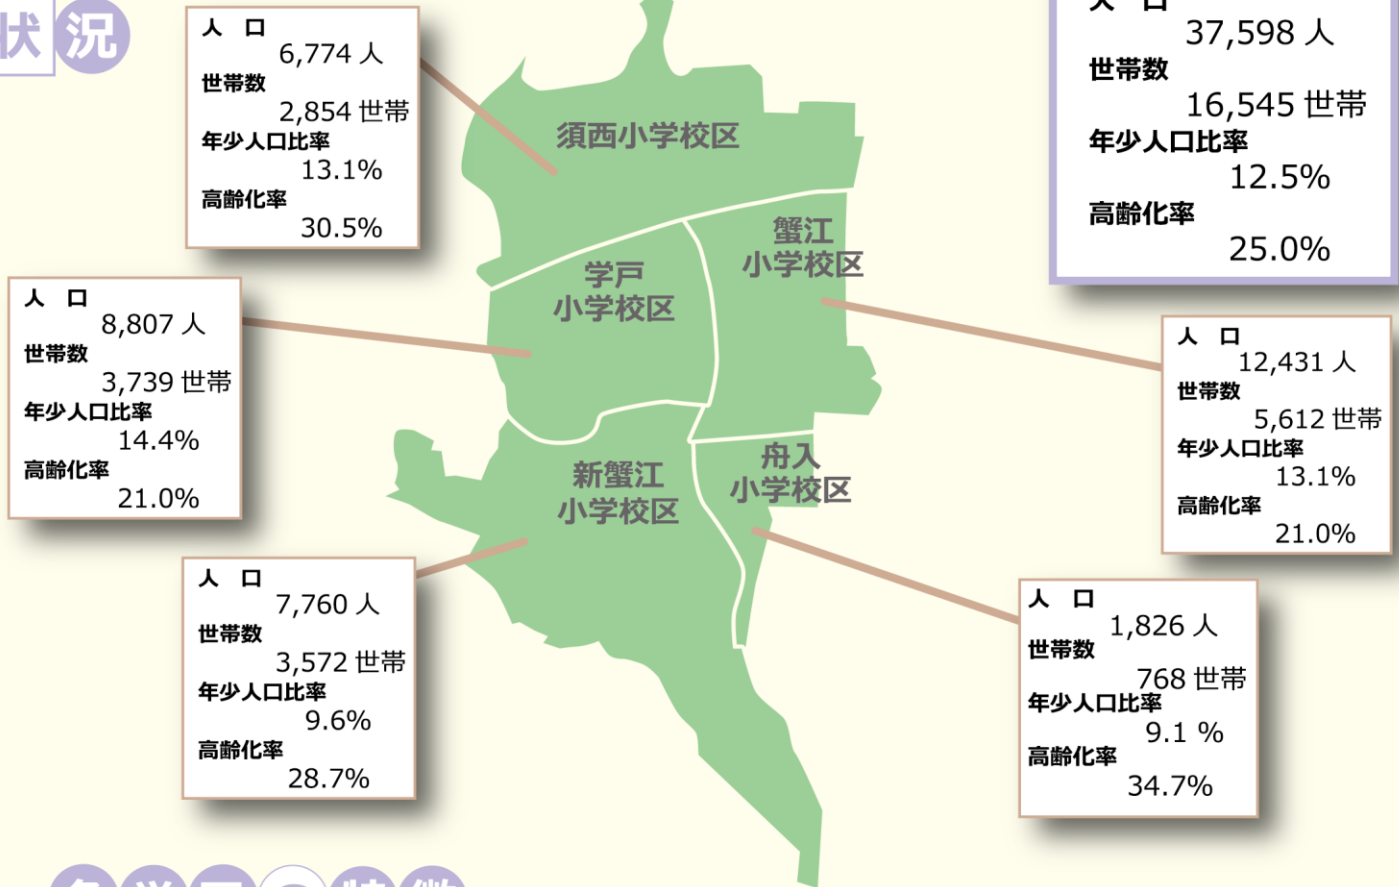 状況
人　口
6,774 人
世帯数
2,854 世帯
年少人口比率
13.1%
高齢化率
30.5%
人　口
37,598 人
世帯数
16,545 世帯
年少人口比率
12.5%
高齢化率
25.0%
須西小学校区
蟹江
小学校区
学戸
小学校区
人　口
8,807 人
世帯数
3,739 世帯
年少人口比率
14.4%
高齢化率
21.0%
人　口
12,431 人
世帯数
5,612 世帯
年少人口比率
13.1%
高齢化率
21.0%
舟入
小学校区
新蟹江
小学校区
人　口
7,760 人
世帯数
3,572 世帯
年少人口比率
9.6%
高齢化率
28.7%
人　口
1,826 人
世帯数
768 世帯
年少人口比率
9.1 %
高齢化率
34.7%